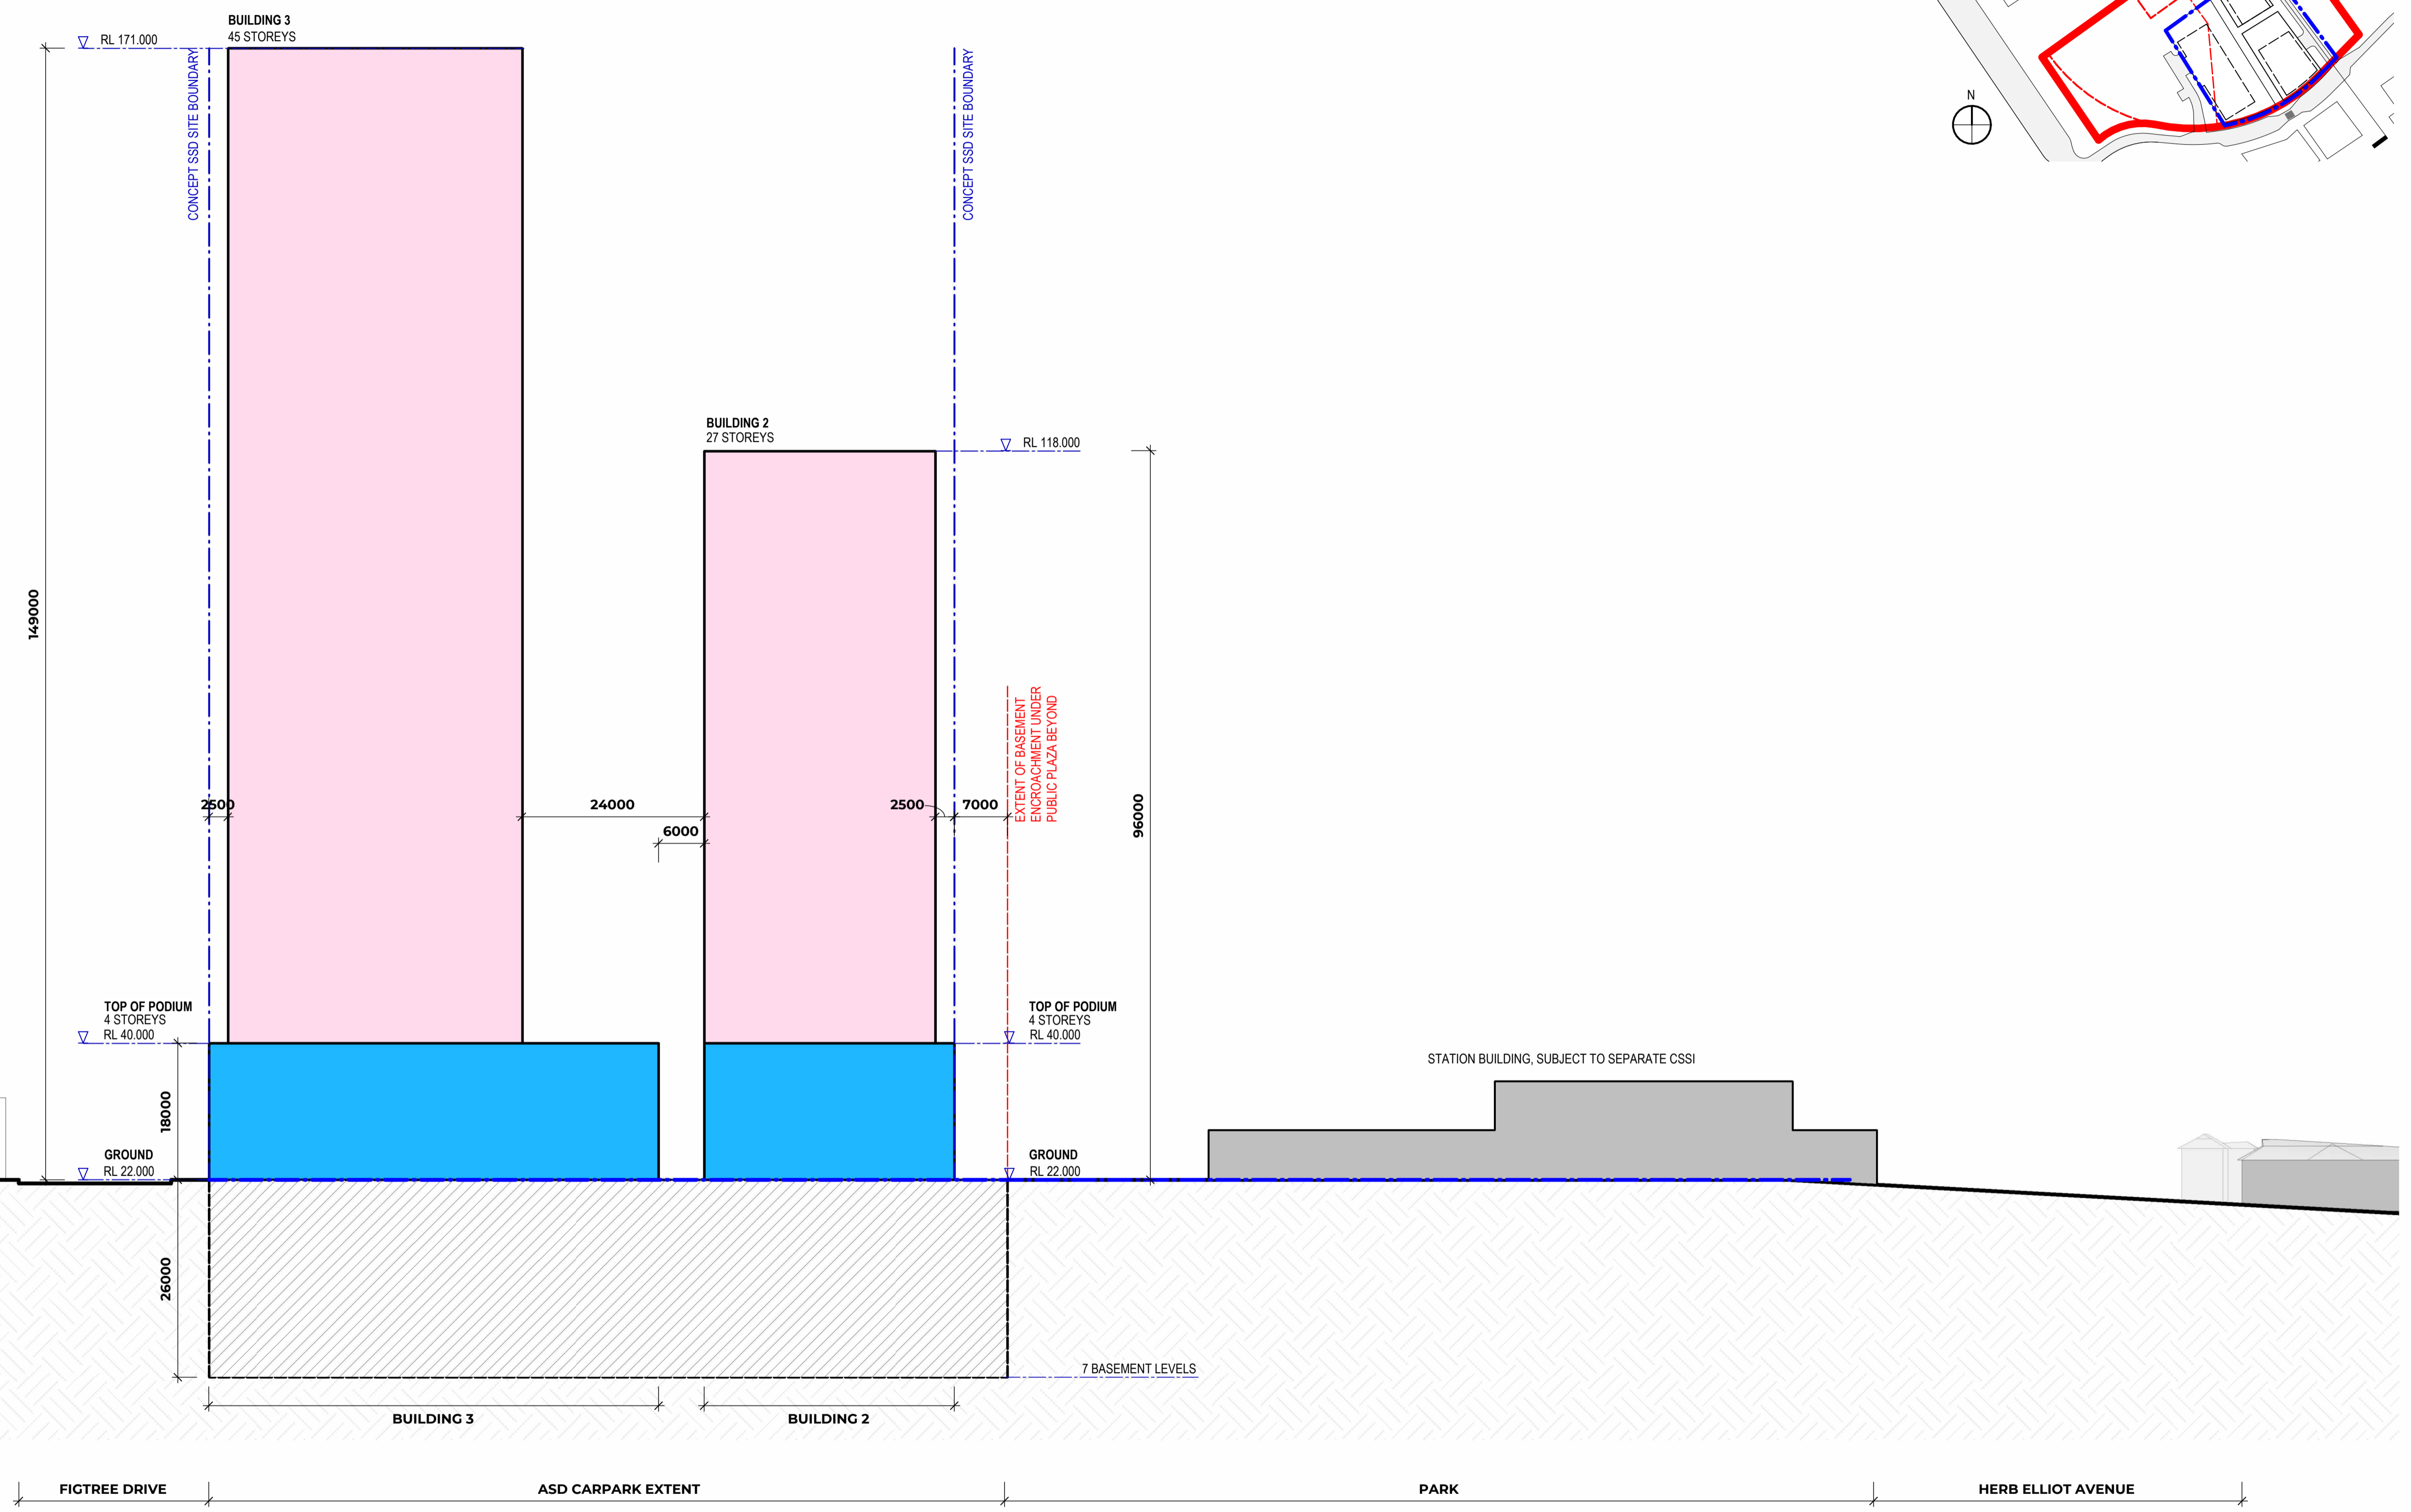 BUILDING 3
45 STOREYS
RL 171.000
CONCEPT SSD SITE BOUNDARY
CONCEPT SSD SITE BOUNDARY
N
BUILDING 2
27 STOREYS
RL 118.000
149000
EXTENT OF BASEMENT
ENCROACHMENT UNDER
PUBLIC PLAZA BEYOND
2500
24000
2500
7000
6000
96000
TOP OF PODIUM
4 STOREYS
RL 40.000
TOP OF PODIUM
4 STOREYS
RL 40.000
STATION BUILDING, SUBJECT TO SEPARATE CSSI
18000
GROUND
RL 22.000
GROUND
RL 22.000
26000
7 BASEMENT LEVELS
BUILDING 3
BUILDING 2
FIGTREE DRIVE
ASD CARPARK EXTENT
PARK
HERB ELLIOT AVENUE